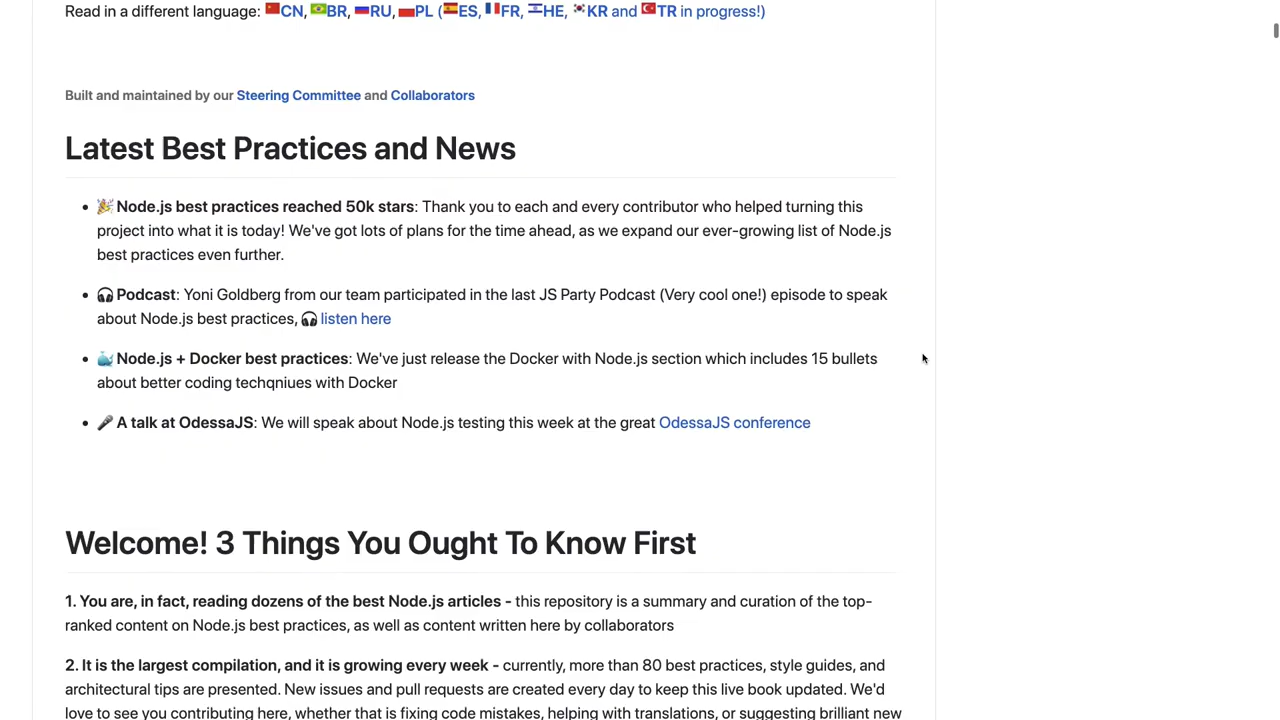 Read in a different language: 🇨🇳CN, 🇧🇷BR, 🇷🇺RU, 🇵🇱PL (🇪🇸ES, 🇫🇷FR, 🇮🇱HE, 🇰🇷KR and 🇹🇷TR in progress!)
Built and maintained by our Steering Committee and Collaborators
Latest Best Practices and News
• 🎉 Node.js best practices reached 50k stars: Thank you to each and every contributor who helped turning this
project into what it is today! We've got lots of plans for the time ahead, as we expand our ever-growing list of Node.js
best practices even further.
• 🎧 Podcast: Yoni Goldberg from our team participated in the last JS Party Podcast (Very cool one!) episode to speak
about Node.js best practices, 🎧 listen here
• 🐳 Node.js + Docker best practices: We've just release the Docker with Node.js section which includes 15 bullets
about better coding techqniues with Docker
• 🎤 A talk at OdessaJS: We will speak about Node.js testing this week at the great OdessaJS conference
Welcome! 3 Things You Ought To Know First
1. You are, in fact, reading dozens of the best Node.js articles - this repository is a summary and curation of the top-
ranked content on Node.js best practices, as well as content written here by collaborators
2. It is the largest compilation, and it is growing every week - currently, more than 80 best practices, style guides, and
architectural tips are presented. New issues and pull requests are created every day to keep this live book updated. We'd
love to see you contributing here, whether that is fixing code mistakes, helping with translations, or suggesting brilliant new